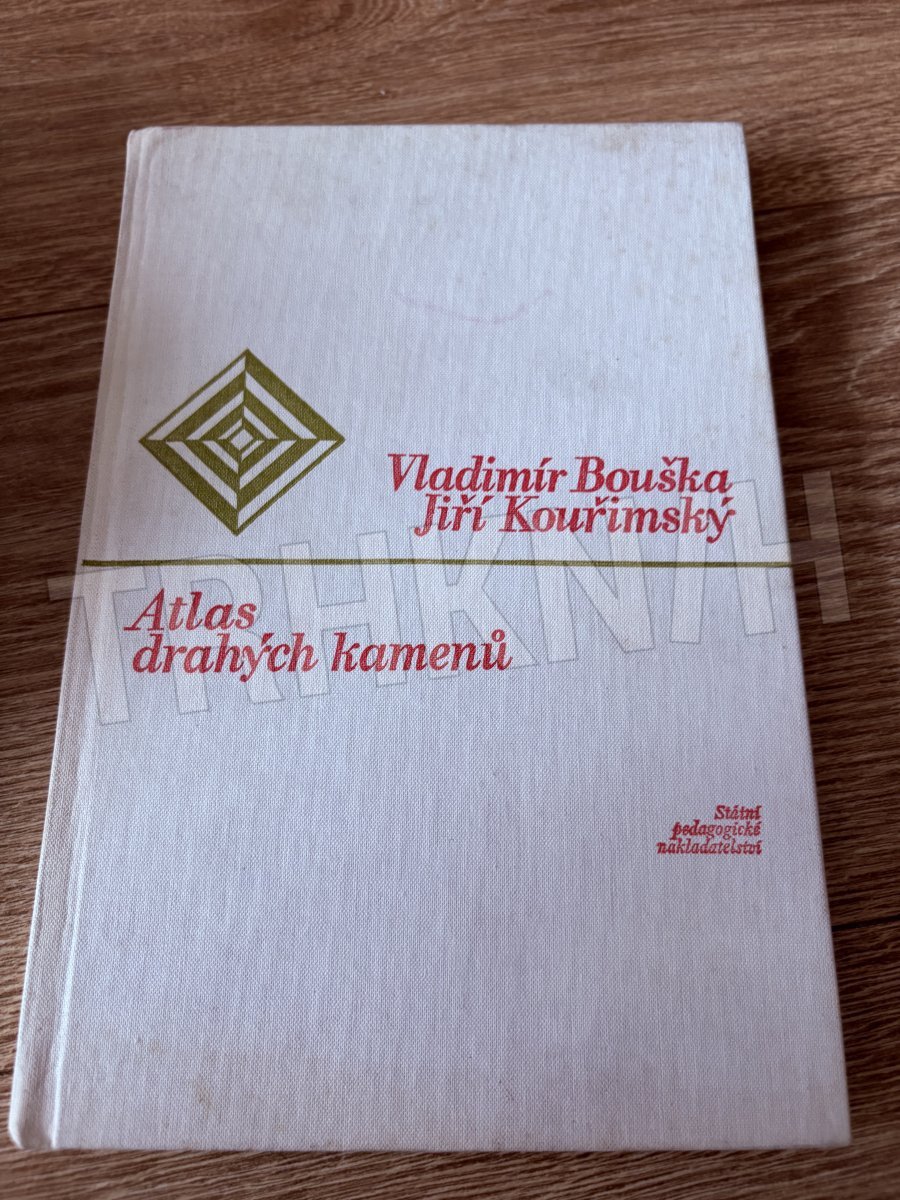 Vladimír Bouška
Jiří Kouřimský
Atlas
drahých kamenů
Státní
pedagogické
nakladatelství
TRHKNIH